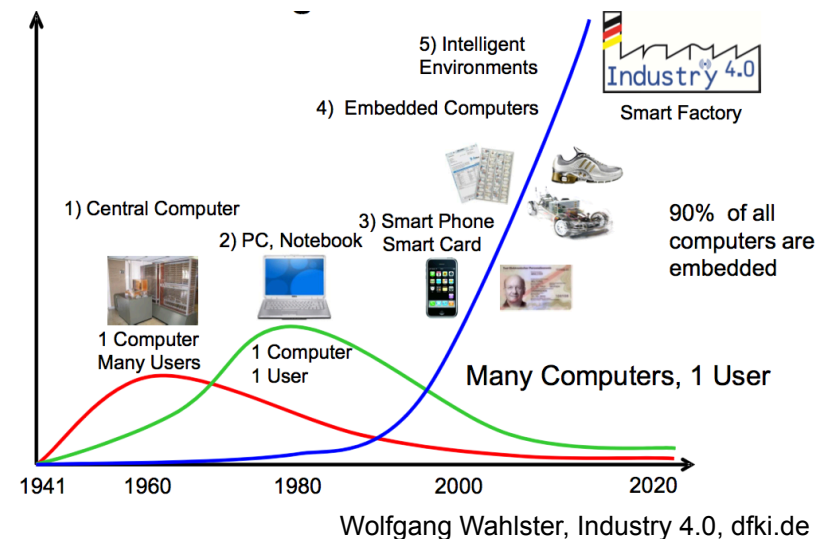 5) Intelligent
Environments
Industry 4.0
4) Embedded Computers
Smart Factory
1) Central Computer
2) PC, Notebook
3) Smart Phone
Smart Card
90% of all
computers are
embedded
1 Computer
Many Users
1 Computer
1 User
Many Computers, 1 User
1941
1960
1980
2000
2020
Wolfgang Wahlster, Industry 4.0, dfki.de